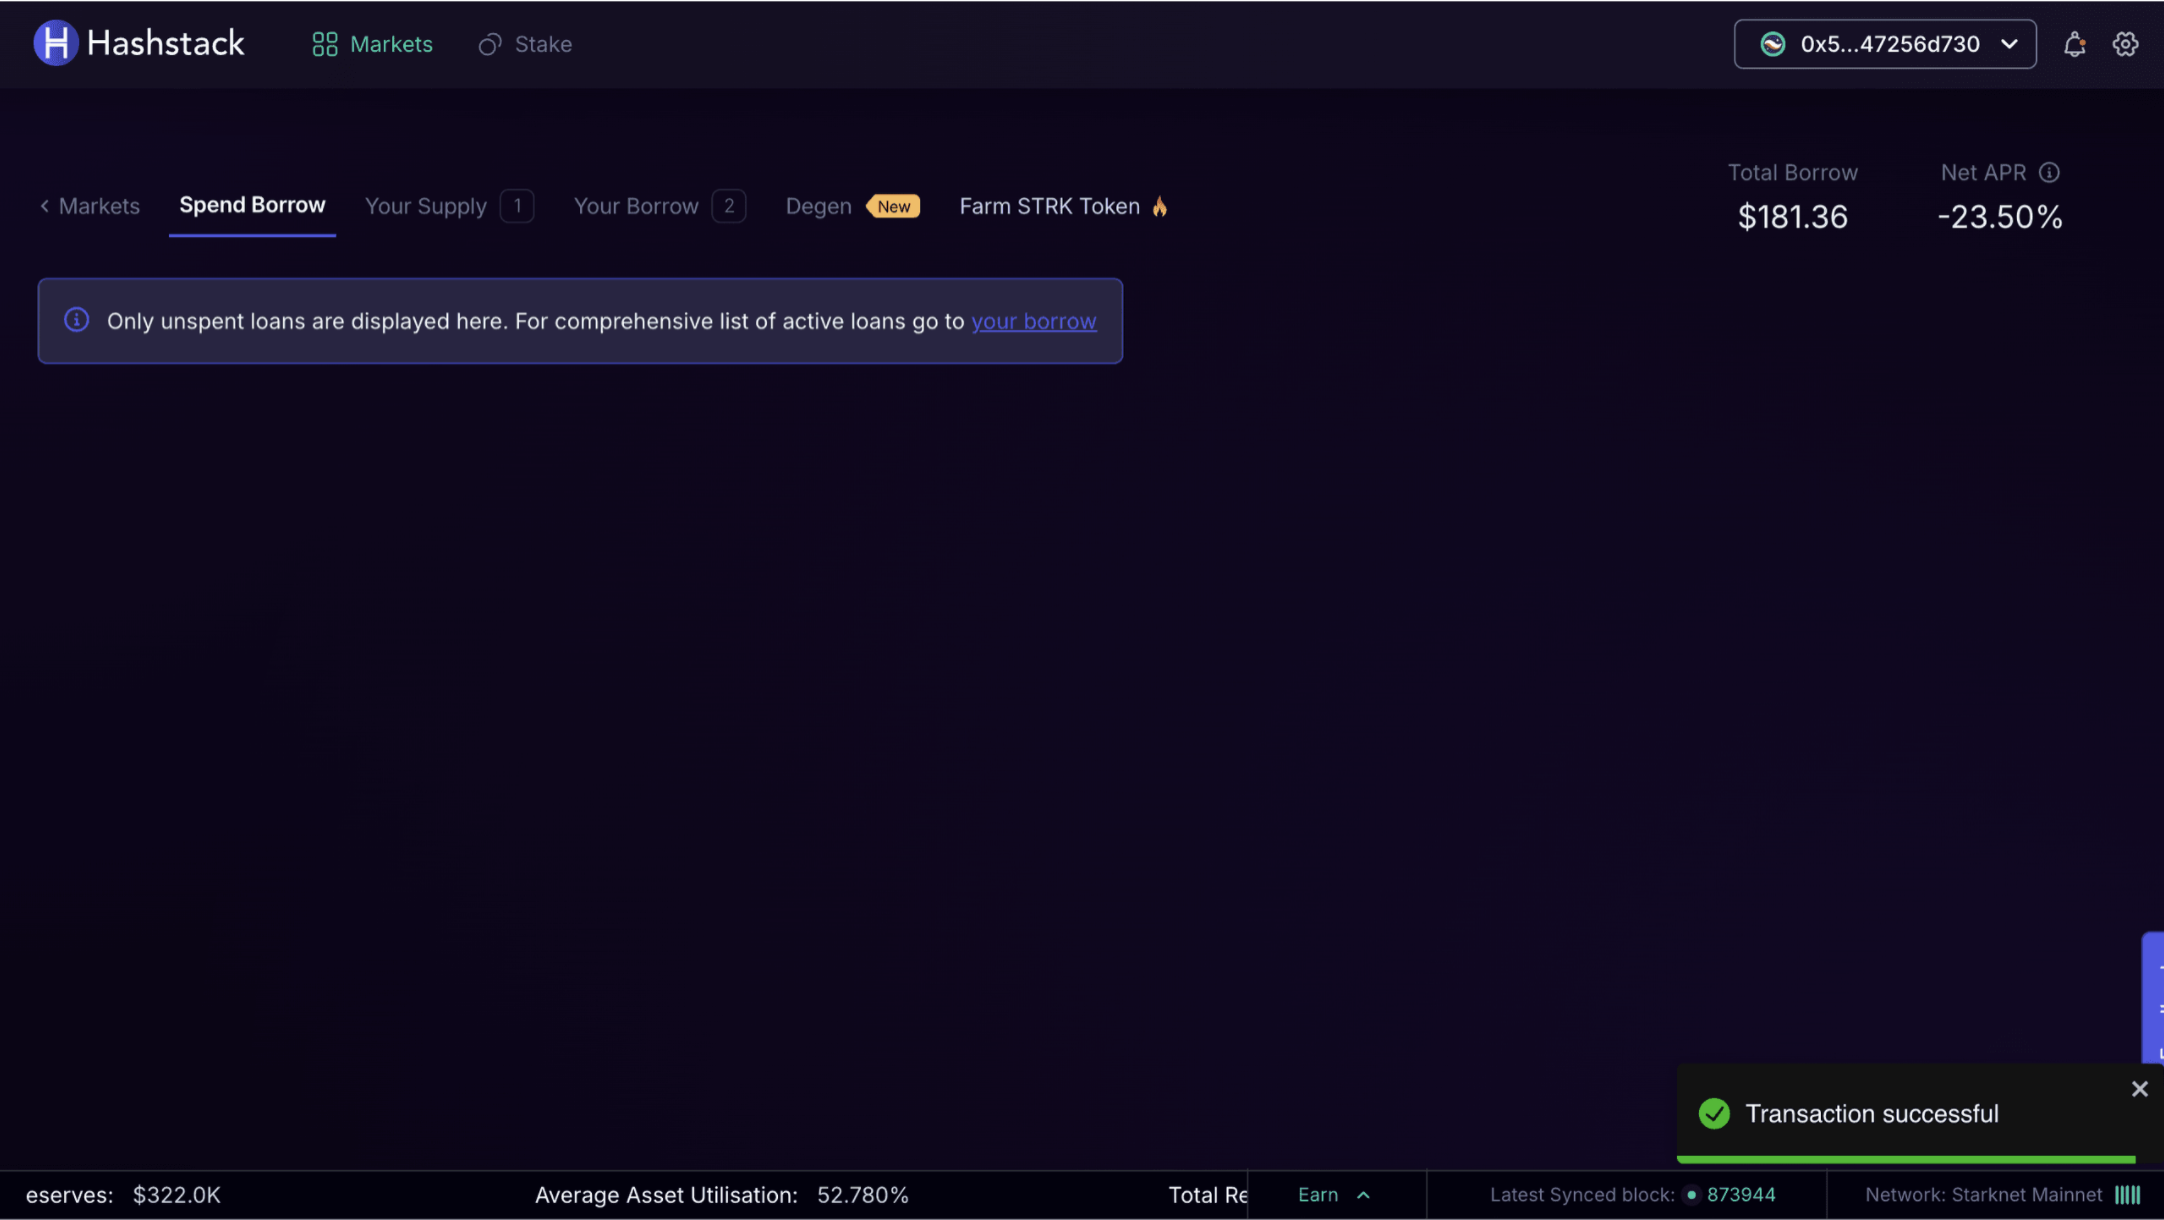 Hashstack
Markets
Stake
0x5...47256d730
Total Borrow
Net APR
$181.36
-23.50%
Markets
Spend Borrow
Your Supply 1
Your Borrow 2
Degen New
Farm STRK Token
Only unspent loans are displayed here. For comprehensive list of active loans go to your borrow
Transaction successful
eserves: $322.0K
Average Asset Utilisation: 52.780%
Total Re
Earn
Latest Synced block: 873944
Network: Starknet Mainnet